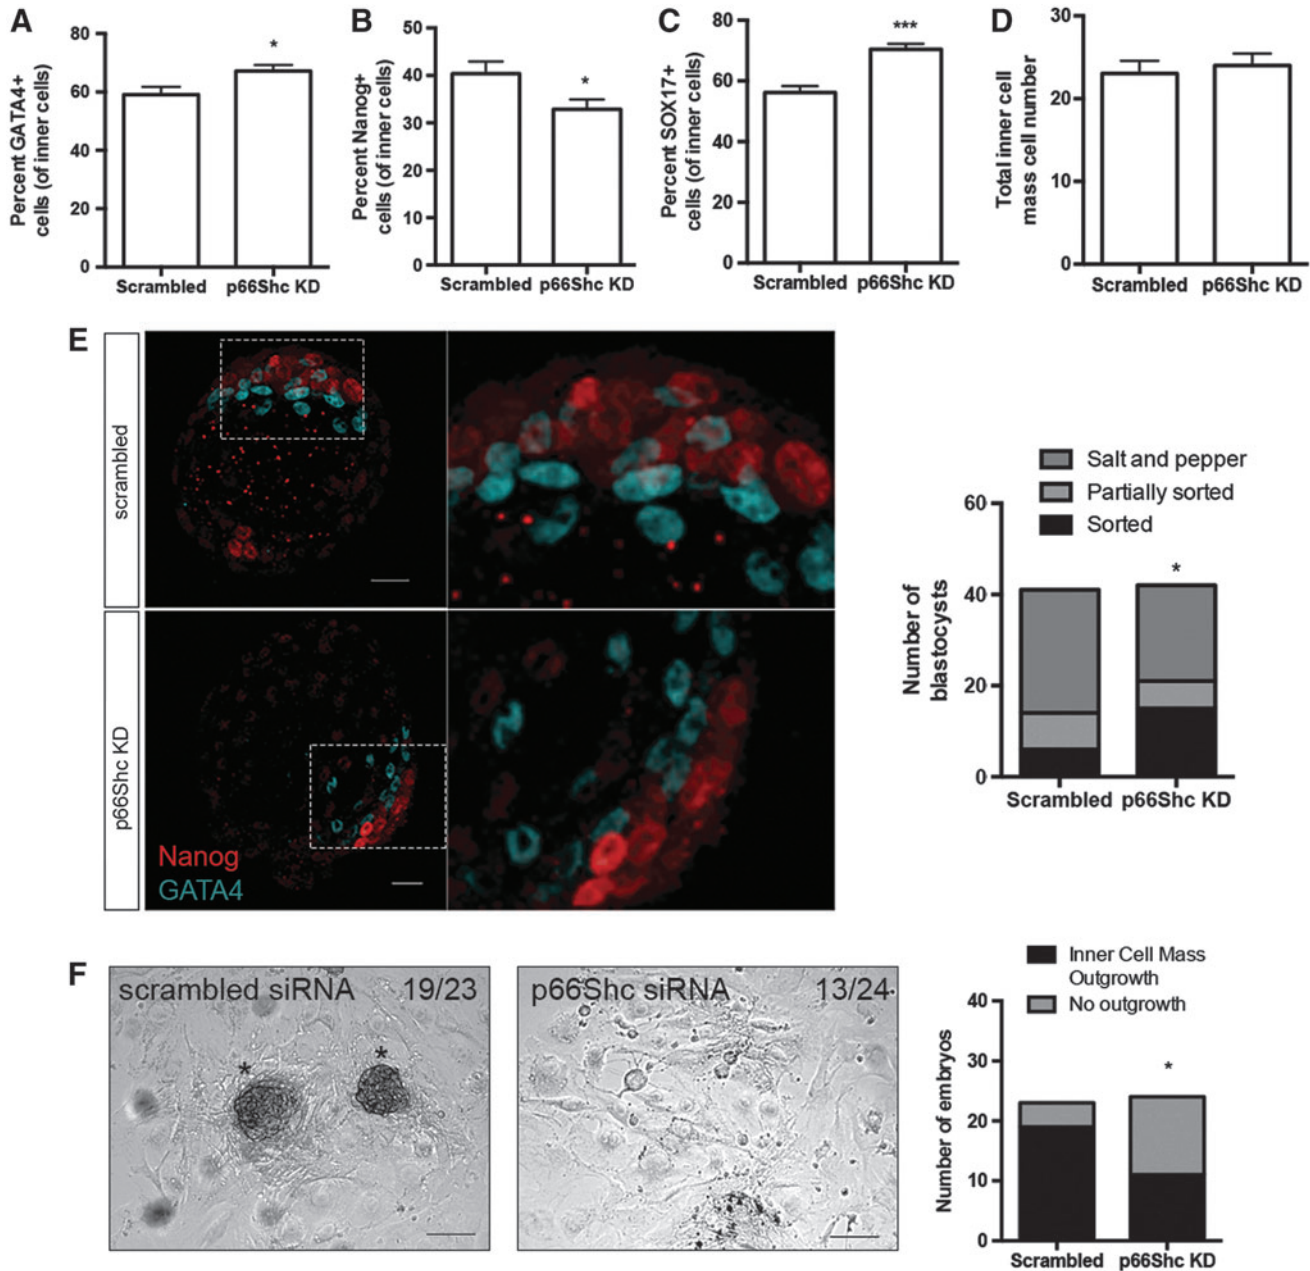 A
Percent GATA4+
cells (of inner cells)
80
60
40
20
0
*
Scrambled
p66Shc KD
B
Percent Nanog+
cells (of inner cells)
50
40
30
20
10
0
*
Scrambled
p66Shc KD
C
Percent SOX17+
cells (of inner cells)
80
60
40
20
0
***
Scrambled
p66Shc KD
D
Total inner cell
mass cell number
30
20
10
0
Scrambled
p66Shc KD
E
scrambled
p66Shc KD
Nanog
GATA4
Salt and pepper
Partially sorted
Sorted
Number of
blastocysts
60
40
20
0
*
Scrambled
p66Shc KD
F
scrambled siRNA 19/23
*
*
p66Shc siRNA 13/24
Inner Cell Mass
Outgrowth
No outgrowth
Number of embryos
40
30
20
10
0
*
Scrambled
p66Shc KD